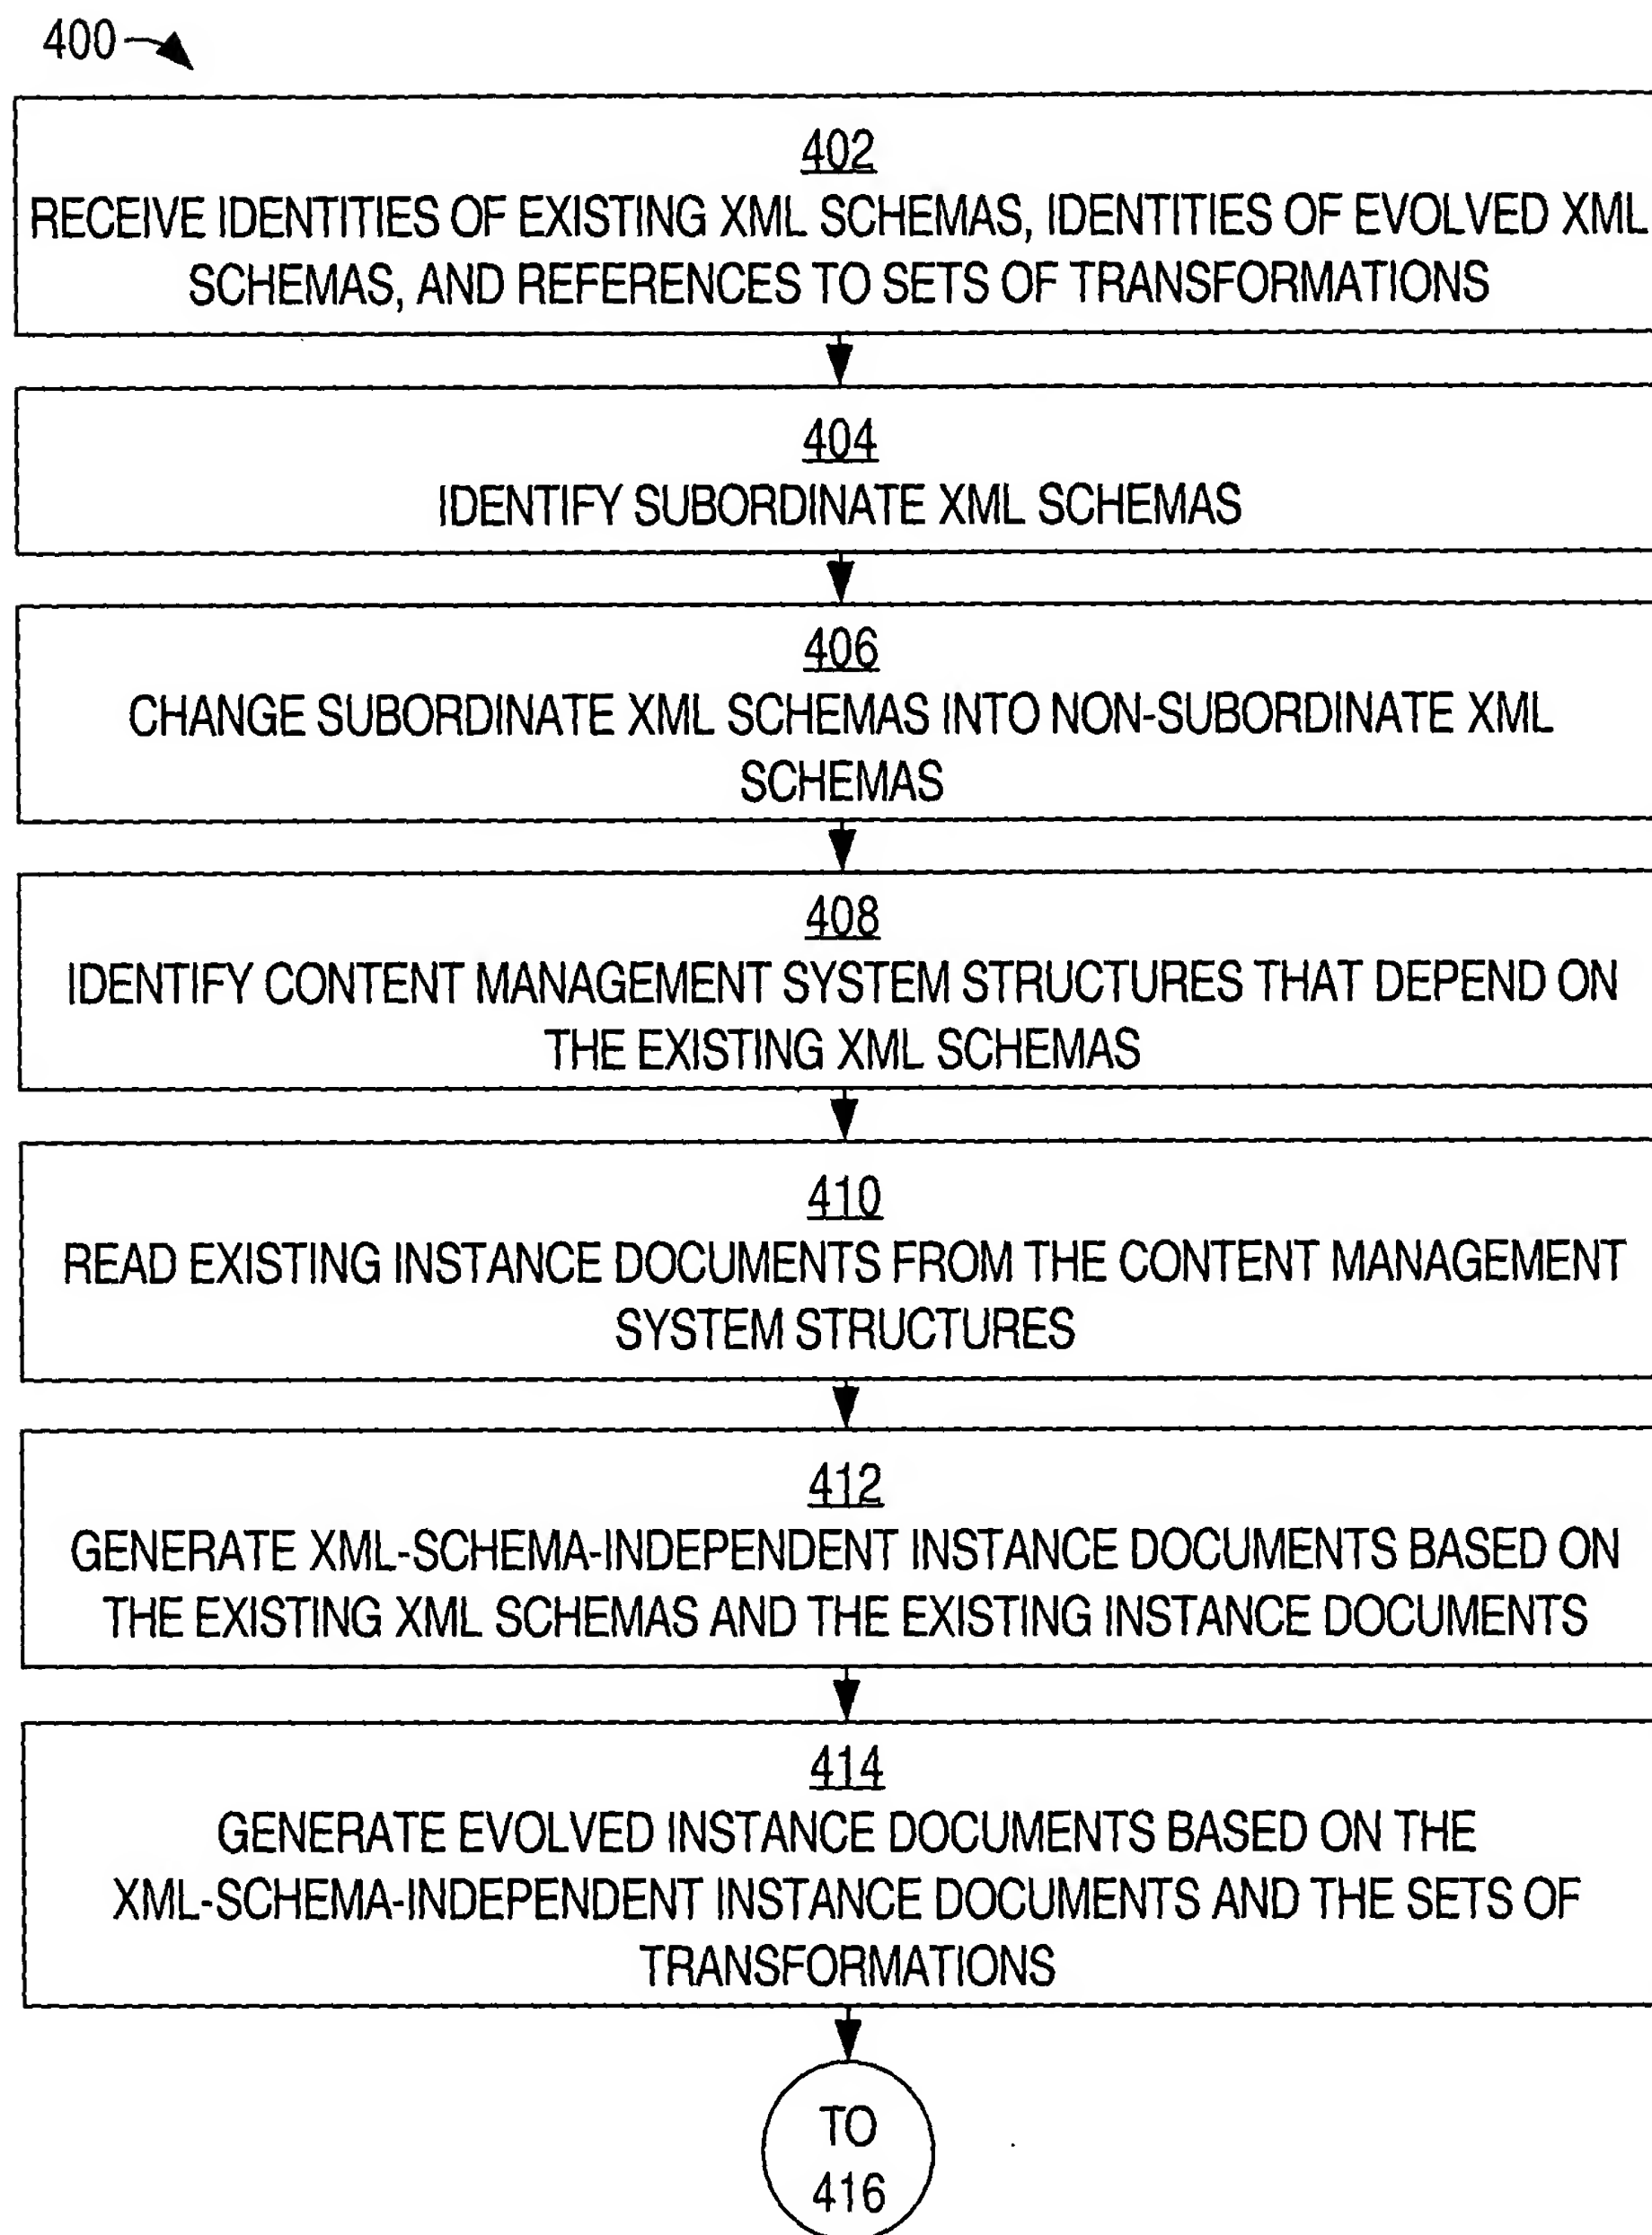 400
402
RECEIVE IDENTITIES OF EXISTING XML SCHEMAS, IDENTITIES OF EVOLVED XML
SCHEMAS, AND REFERENCES TO SETS OF TRANSFORMATIONS
404
IDENTIFY SUBORDINATE XML SCHEMAS
406
CHANGE SUBORDINATE XML SCHEMAS INTO NON-SUBORDINATE XML
SCHEMAS
408
IDENTIFY CONTENT MANAGEMENT SYSTEM STRUCTURES THAT DEPEND ON
THE EXISTING XML SCHEMAS
410
READ EXISTING INSTANCE DOCUMENTS FROM THE CONTENT MANAGEMENT
SYSTEM STRUCTURES
412
GENERATE XML-SCHEMA-INDEPENDENT INSTANCE DOCUMENTS BASED ON
THE EXISTING XML SCHEMAS AND THE EXISTING INSTANCE DOCUMENTS
414
GENERATE EVOLVED INSTANCE DOCUMENTS BASED ON THE
XML-SCHEMA-INDEPENDENT INSTANCE DOCUMENTS AND THE SETS OF
TRANSFORMATIONS
TO
416